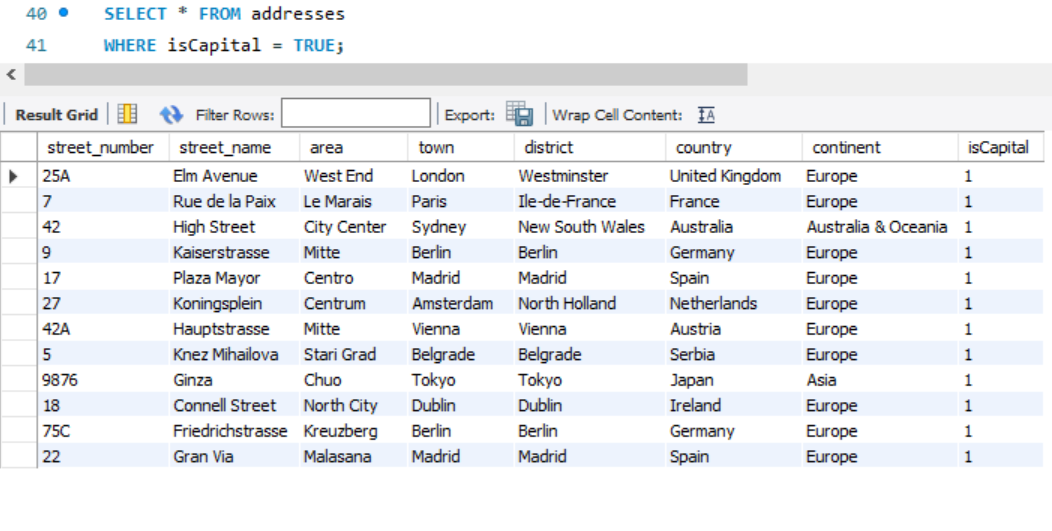 40 SELECT * FROM addresses
41 WHERE isCapital = TRUE;
Result Grid Filter Rows: Export: Wrap Cell Content: IA
street_number street_name area town district country continent isCapital
25A Elm Avenue West End London Westminster United Kingdom Europe 1
7 Rue de la Paix Le Marais Paris Ile-de-France France Europe 1
42 High Street City Center Sydney New South Wales Australia Australia & Oceania 1
9 Kaiserstrasse Mitte Berlin Berlin Germany Europe 1
17 Plaza Mayor Centro Madrid Madrid Spain Europe 1
27 Koningsplein Centrum Amsterdam North Holland Netherlands Europe 1
42A Hauptstrasse Mitte Vienna Vienna Austria Europe 1
5 Knez Mihailova Stari Grad Belgrade Belgrade Serbia Europe 1
9876 Ginza Chuo Tokyo Tokyo Japan Asia 1
18 Connell Street North City Dublin Dublin Ireland Europe 1
75C Friedrichstrasse Kreuzberg Berlin Berlin Germany Europe 1
22 Gran Via Malasana Madrid Madrid Spain Europe 1